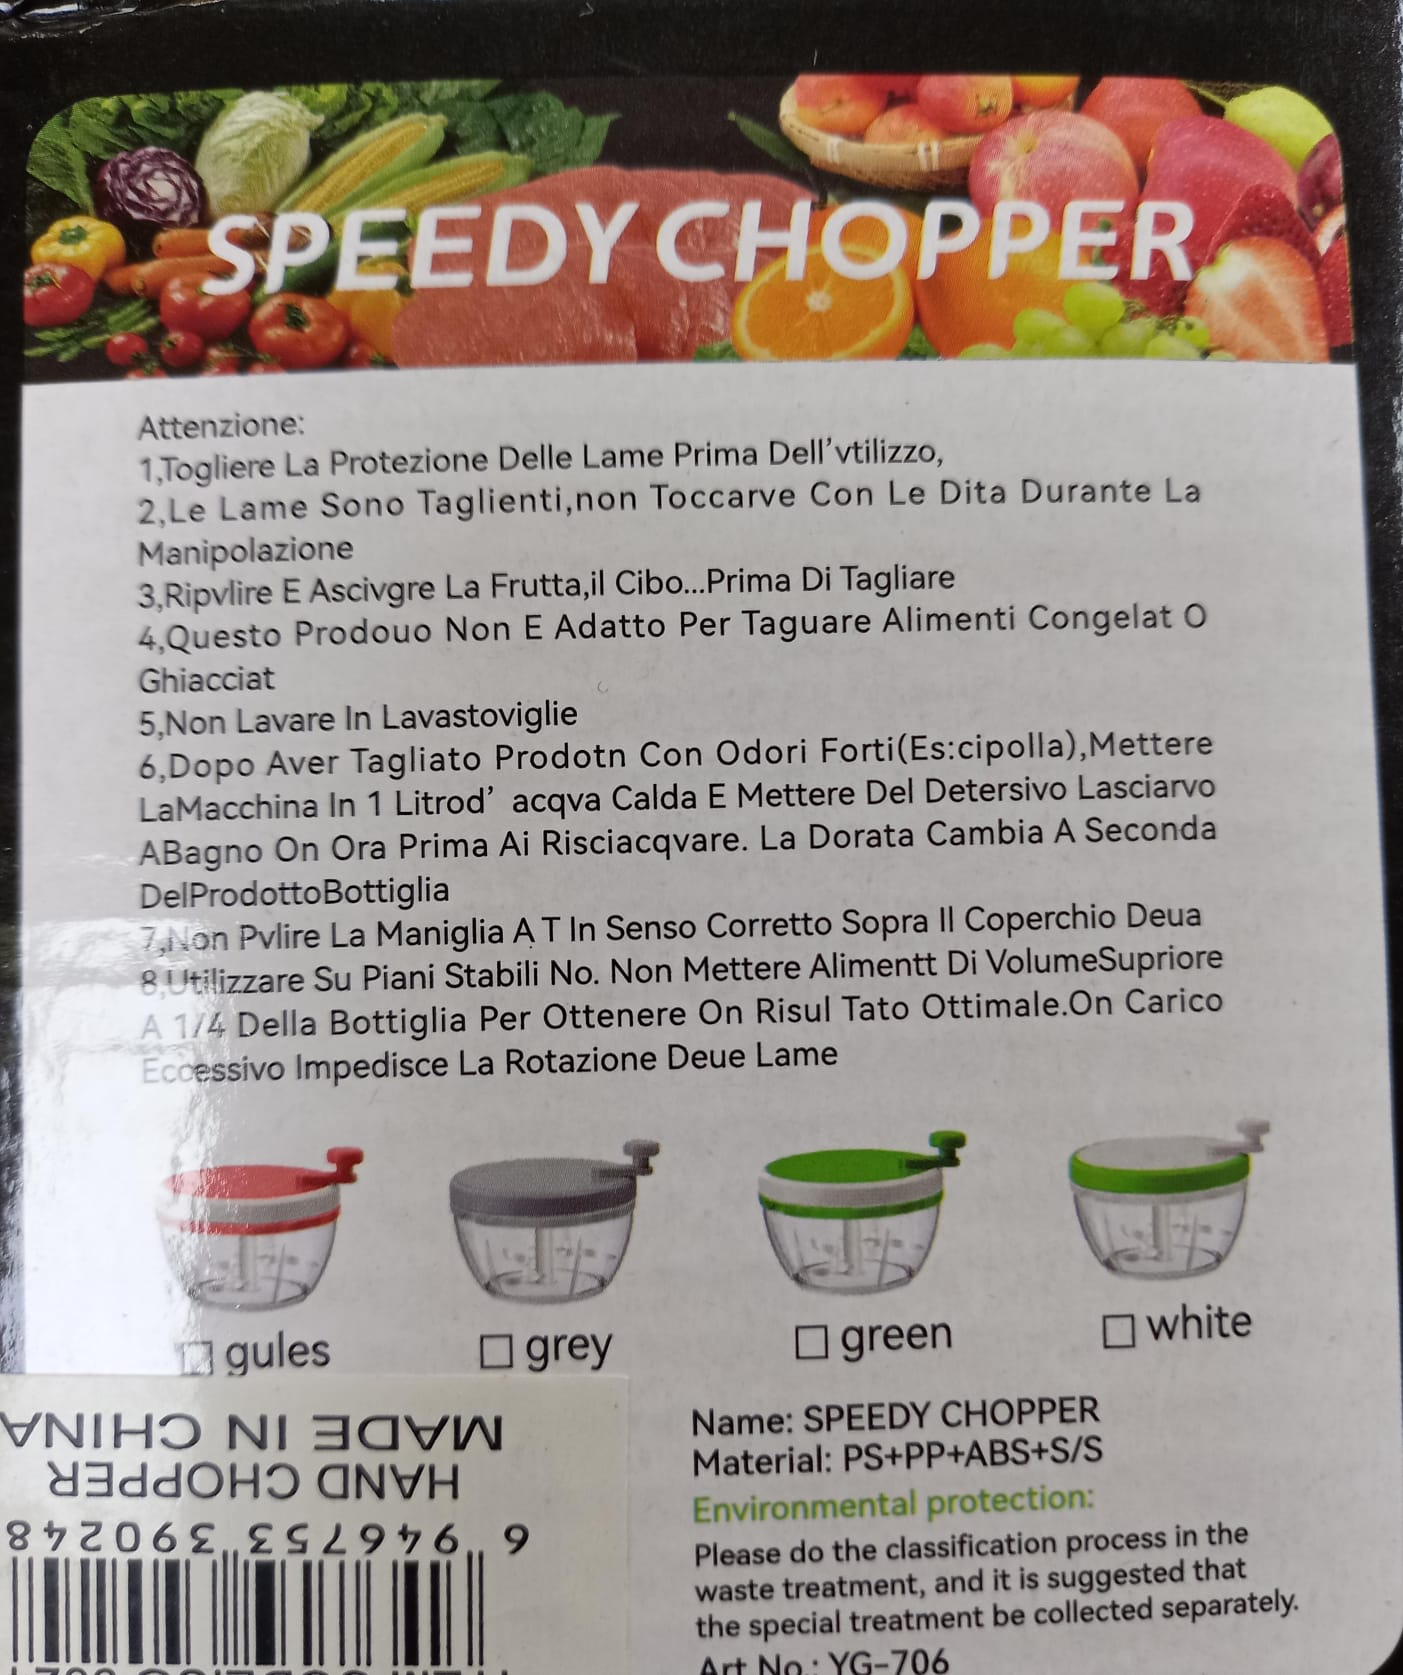 SPEEDY CHOPPER
Attenzione:
1,Togliere La Protezione Delle Lame Prima Dell'vtilizzo,
2,Le Lame Sono Taglienti,non Toccarve Con Le Dita Durante La
Manipolazione
3,Ripvlire E Ascivgre La Frutta,il Cibo...Prima Di Tagliare
4,Questo Prodouo Non E Adatto Per Taguare Alimenti Congelat O
Ghiacciat
5,Non Lavare In Lavastoviglie
6,Dopo Aver Tagliato Prodotn Con Odori Forti(Es:cipolla),Mettere
LaMacchina In 1 Litrod' acqva Calda E Mettere Del Detersivo Lasciarvo
ABagno On Ora Prima Ai Risciacqvare. La Dorata Cambia A Seconda
DelProdottoBottiglia
7,Non Pvlire La Maniglia A T In Senso Corretto Sopra Il Coperchio Deua
8,Utilizzare Su Piani Stabili No. Non Mettere Alimentt Di VolumeSupriore
A 1/4 Della Bottiglia Per Ottenere On Risul Tato Ottimale.On Carico
Eccessivo Impedisce La Rotazione Deue Lame
gules
grey
green
white
Name: SPEEDY CHOPPER
Material: PS+PP+ABS+S/S
Environmental protection:
Please do the classification process in the
waste treatment, and it is suggested that
the special treatment be collected separately.
Art No.: YG-706
6 946753 390248
HAND CHOPPER
MADE IN CHINA